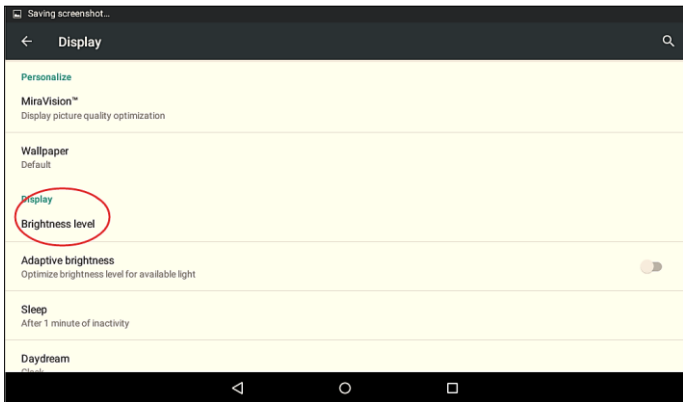 Saving screenshot...
Display
Personalize
MiraVision™
Display picture quality optimization
Wallpaper
Default
Display
Brightness level
Adaptive brightness
Optimize brightness level for available light
Sleep
After 1 minute of inactivity
Daydream
Clock